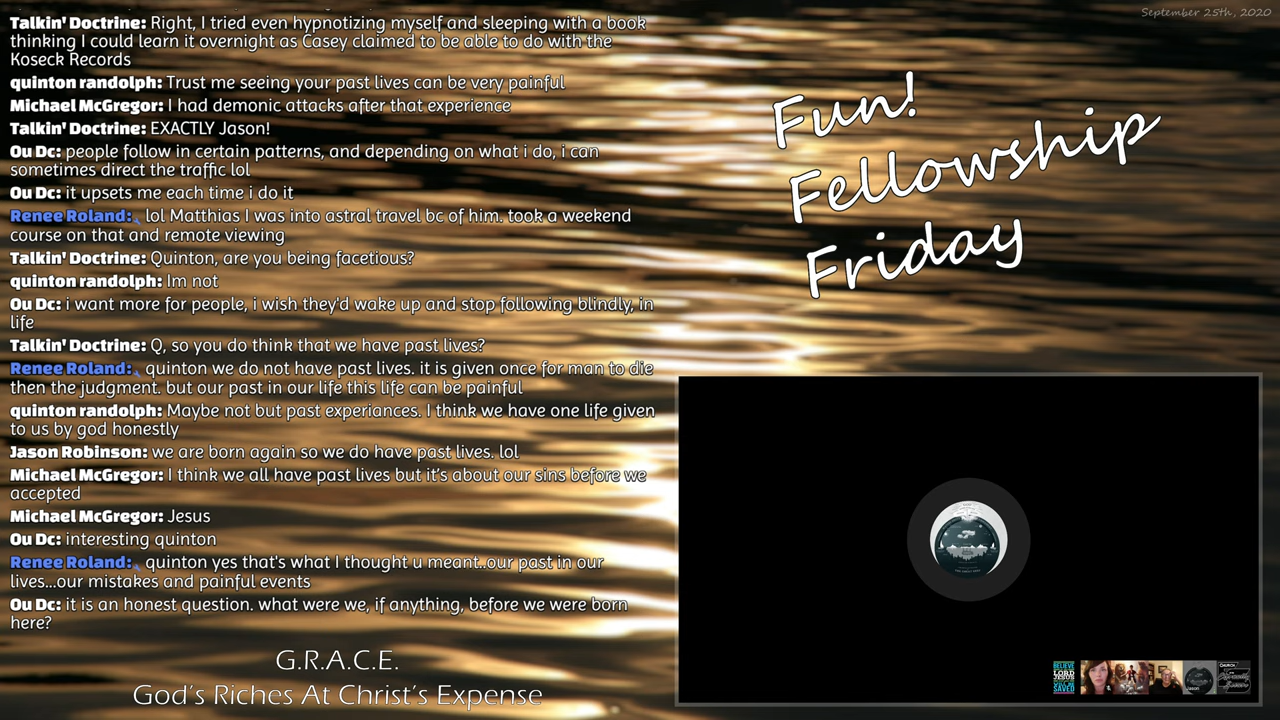 September 25th, 2020
Talkin' Doctrine: Right, I tried even hypnotizing myself and sleeping with a book
thinking I could learn it overnight as Casey claimed to be able to do with the
Koseck Records
quinton randolph: Trust me seeing your past lives can be very painful
Michael McGregor: I had demonic attacks after that experience
Talkin' Doctrine: EXACTLY Jason!
Ou Dc: people follow in certain patterns, and depending on what i do, i can
sometimes direct the traffic lol
Ou Dc: it upsets me each time i do it
Renee Roland: lol Matthias I was into astral travel bc of him. took a weekend
course on that and remote viewing
Talkin' Doctrine: Quinton, are you being facetious?
quinton randolph: Im not
Ou Dc: i want more for people, i wish they'd wake up and stop following blindly, in
life
Talkin' Doctrine: Q, so you do think that we have past lives?
Renee Roland: quinton we do not have past lives. it is given once for man to die
then the judgment. but our past in our life this life can be painful
quinton randolph: Maybe not but past experiances. I think we have one life given
to us by god honestly
Jason Robinson: we are born again so we do have past lives. lol
Michael McGregor: I think we all have past lives but it's about our sins before we
accepted
Michael McGregor: Jesus
Ou Dc: interesting quinton
Renee Roland: quinton yes that's what I thought u meant..our past in our
lives...our mistakes and painful events
Ou Dc: it is an honest question. what were we, if anything, before we were born
here?
G.R.A.C.E.
God's Riches At Christ's Expense
Fun!
Fellowship
Friday
BELIEVE
LORD
JESUS
SAVED
Jason
CHURCH